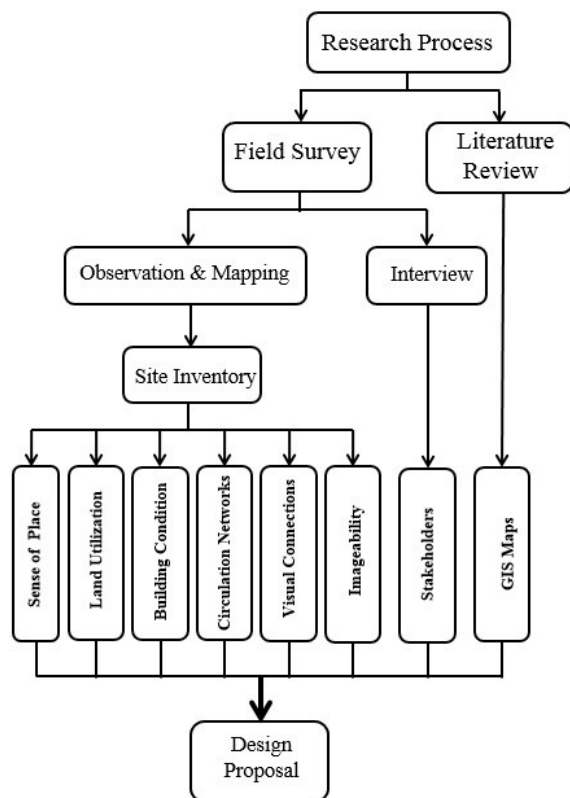 Research Process
Field Survey
Literature
Review
Observation & Mapping
Interview
Site Inventory
Sense of Place
Land Utilization
Building Condition
Circulation Networks
Visual Connections
Imageability
Stakeholders
GIS Maps
Design
Proposal